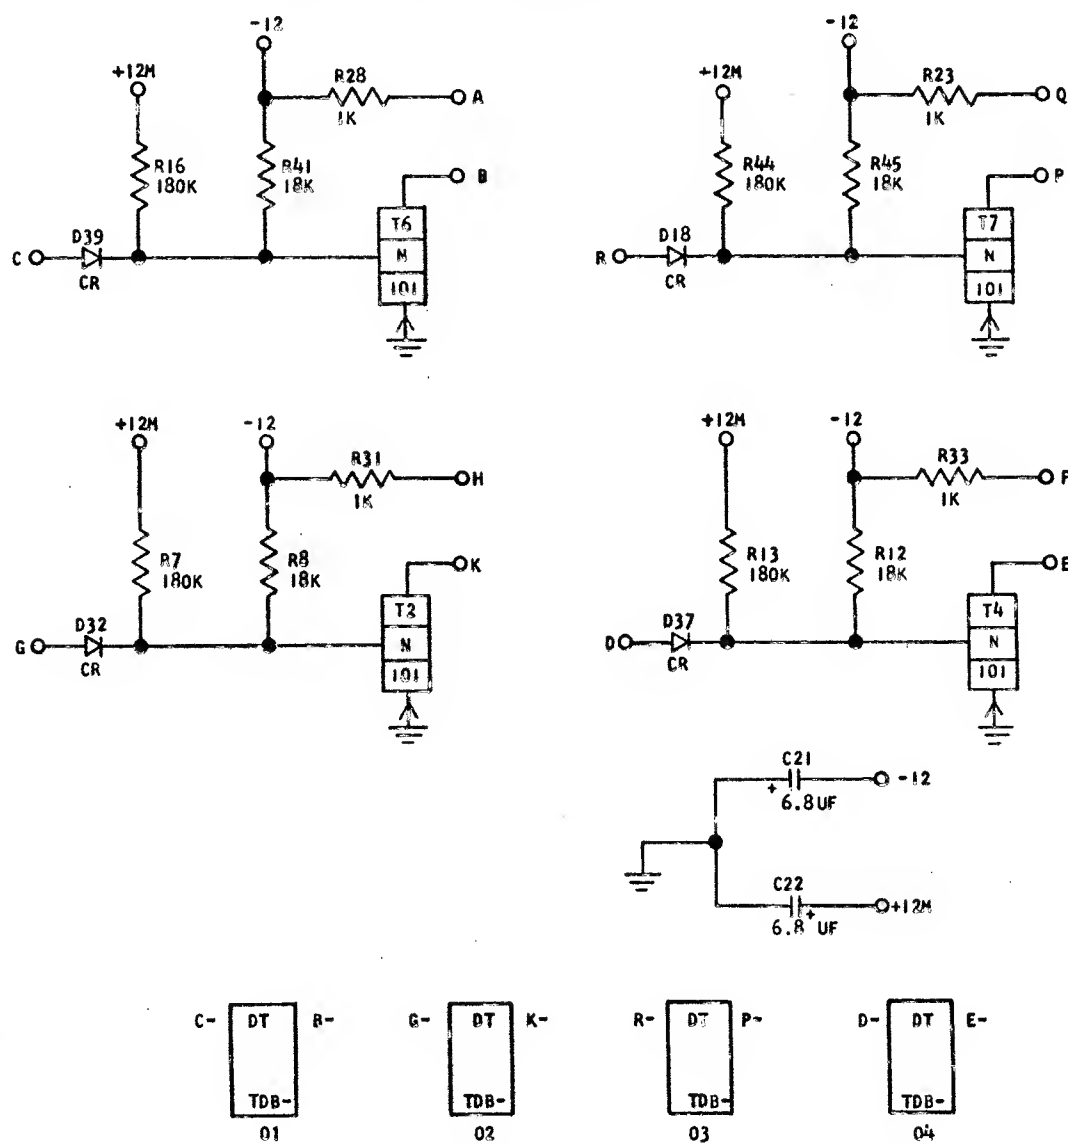 -12
+12M
R28
1K
A
R16
180K
R41
18K
B
T6
N
101
D39
CR
C
-12
+12M
R23
1K
Q
R44
180K
R45
18K
P
T7
N
101
D18
CR
R
+12M
-12
R31
1K
H
R7
180K
R8
18K
K
T3
N
101
D32
CR
G
+12M
-12
R33
1K
F
R13
180K
R12
18K
E
T4
N
101
D37
CR
D
C21
+
6.8UF
-12
C22
+
6.8 UF
+12M
C- DT B-
TDB-
01
G- DT K-
TDB-
02
R- DT P-
TDB-
03
D- DT E-
TDB-
04